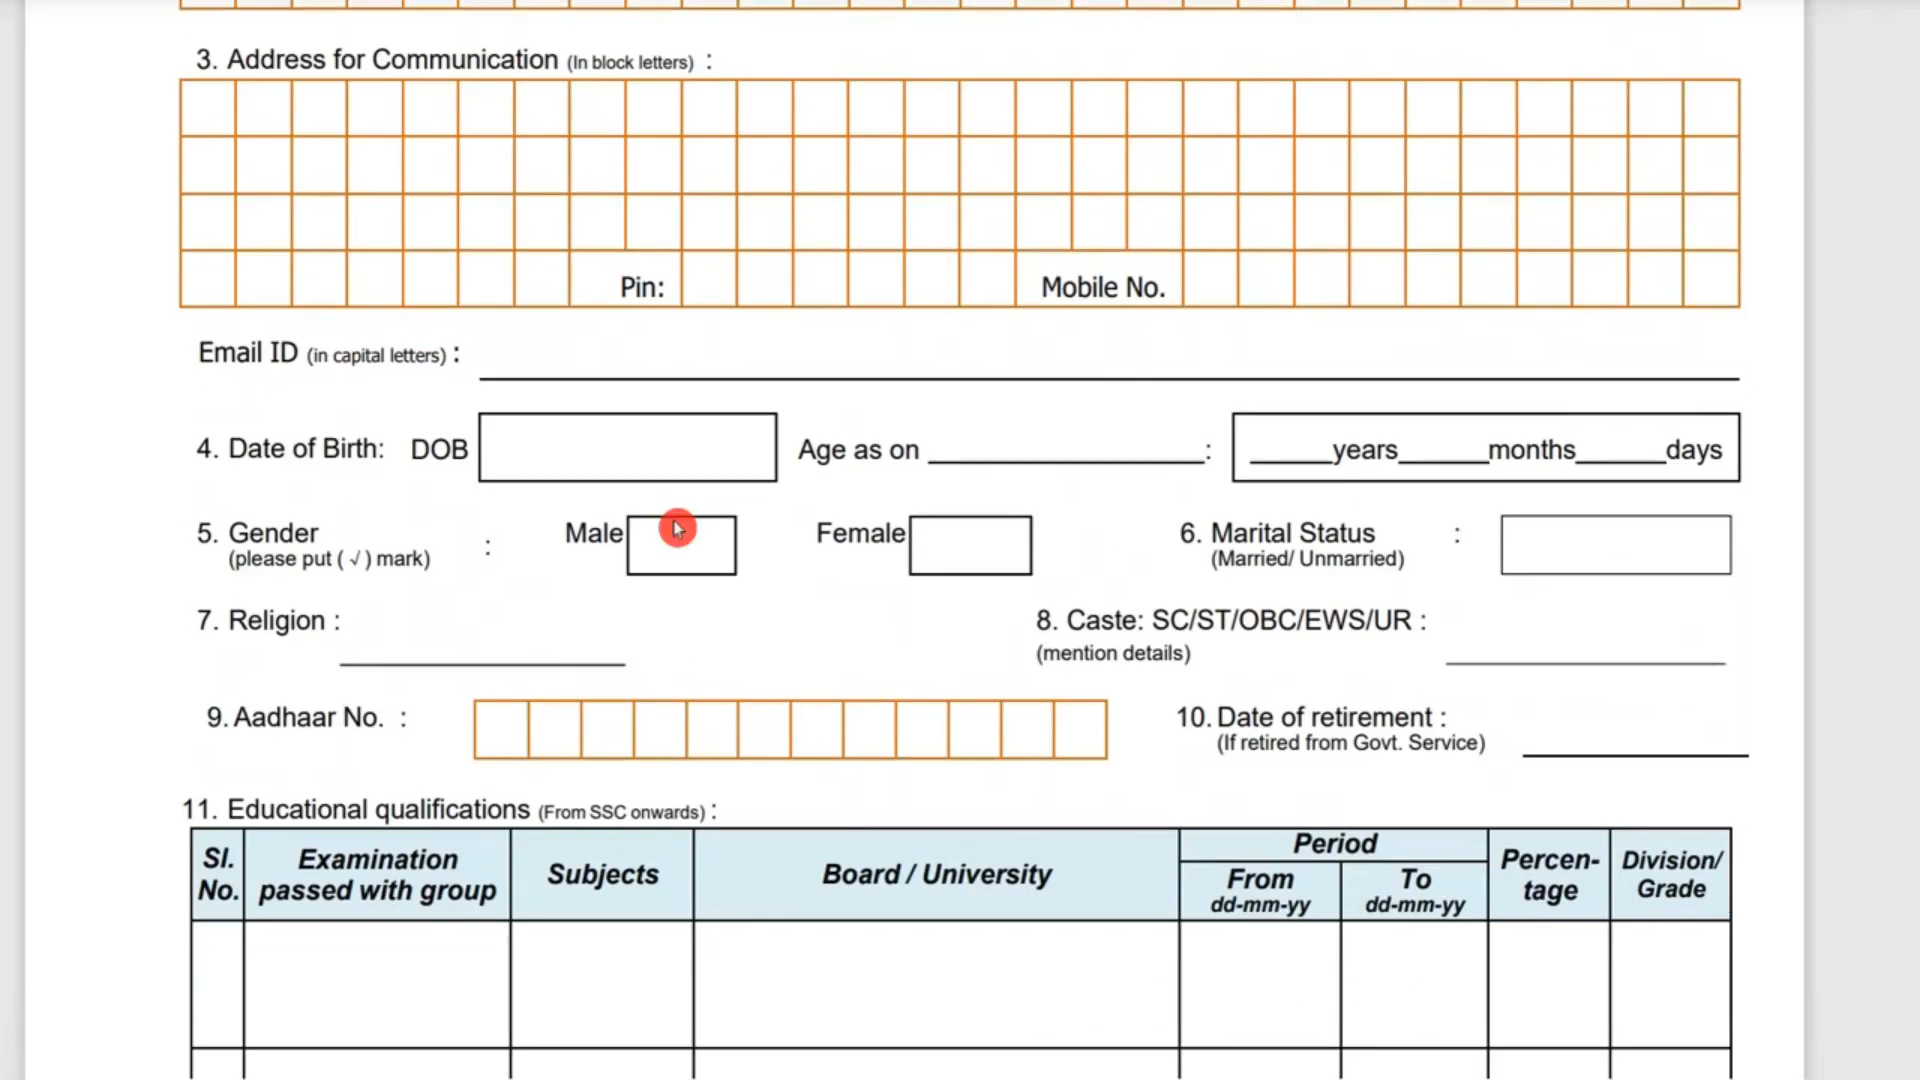 3. Address for Communication (In block letters) :
Pin: Mobile No.
Email ID (in capital letters) :
4. Date of Birth: DOB Age as on ____________: ______years______months______days
5. Gender : Male Female 6. Marital Status :
(please put ( √ ) mark) (Married/ Unmarried)
7. Religion : 8. Caste: SC/ST/OBC/EWS/UR :
(mention details)
9. Aadhaar No. : 10. Date of retirement :
(If retired from Govt. Service)
11. Educational qualifications (From SSC onwards) :
Sl. No. Examination passed with group Subjects Board / University Period Percen-tage Division/ Grade
From dd-mm-yy To dd-mm-yy